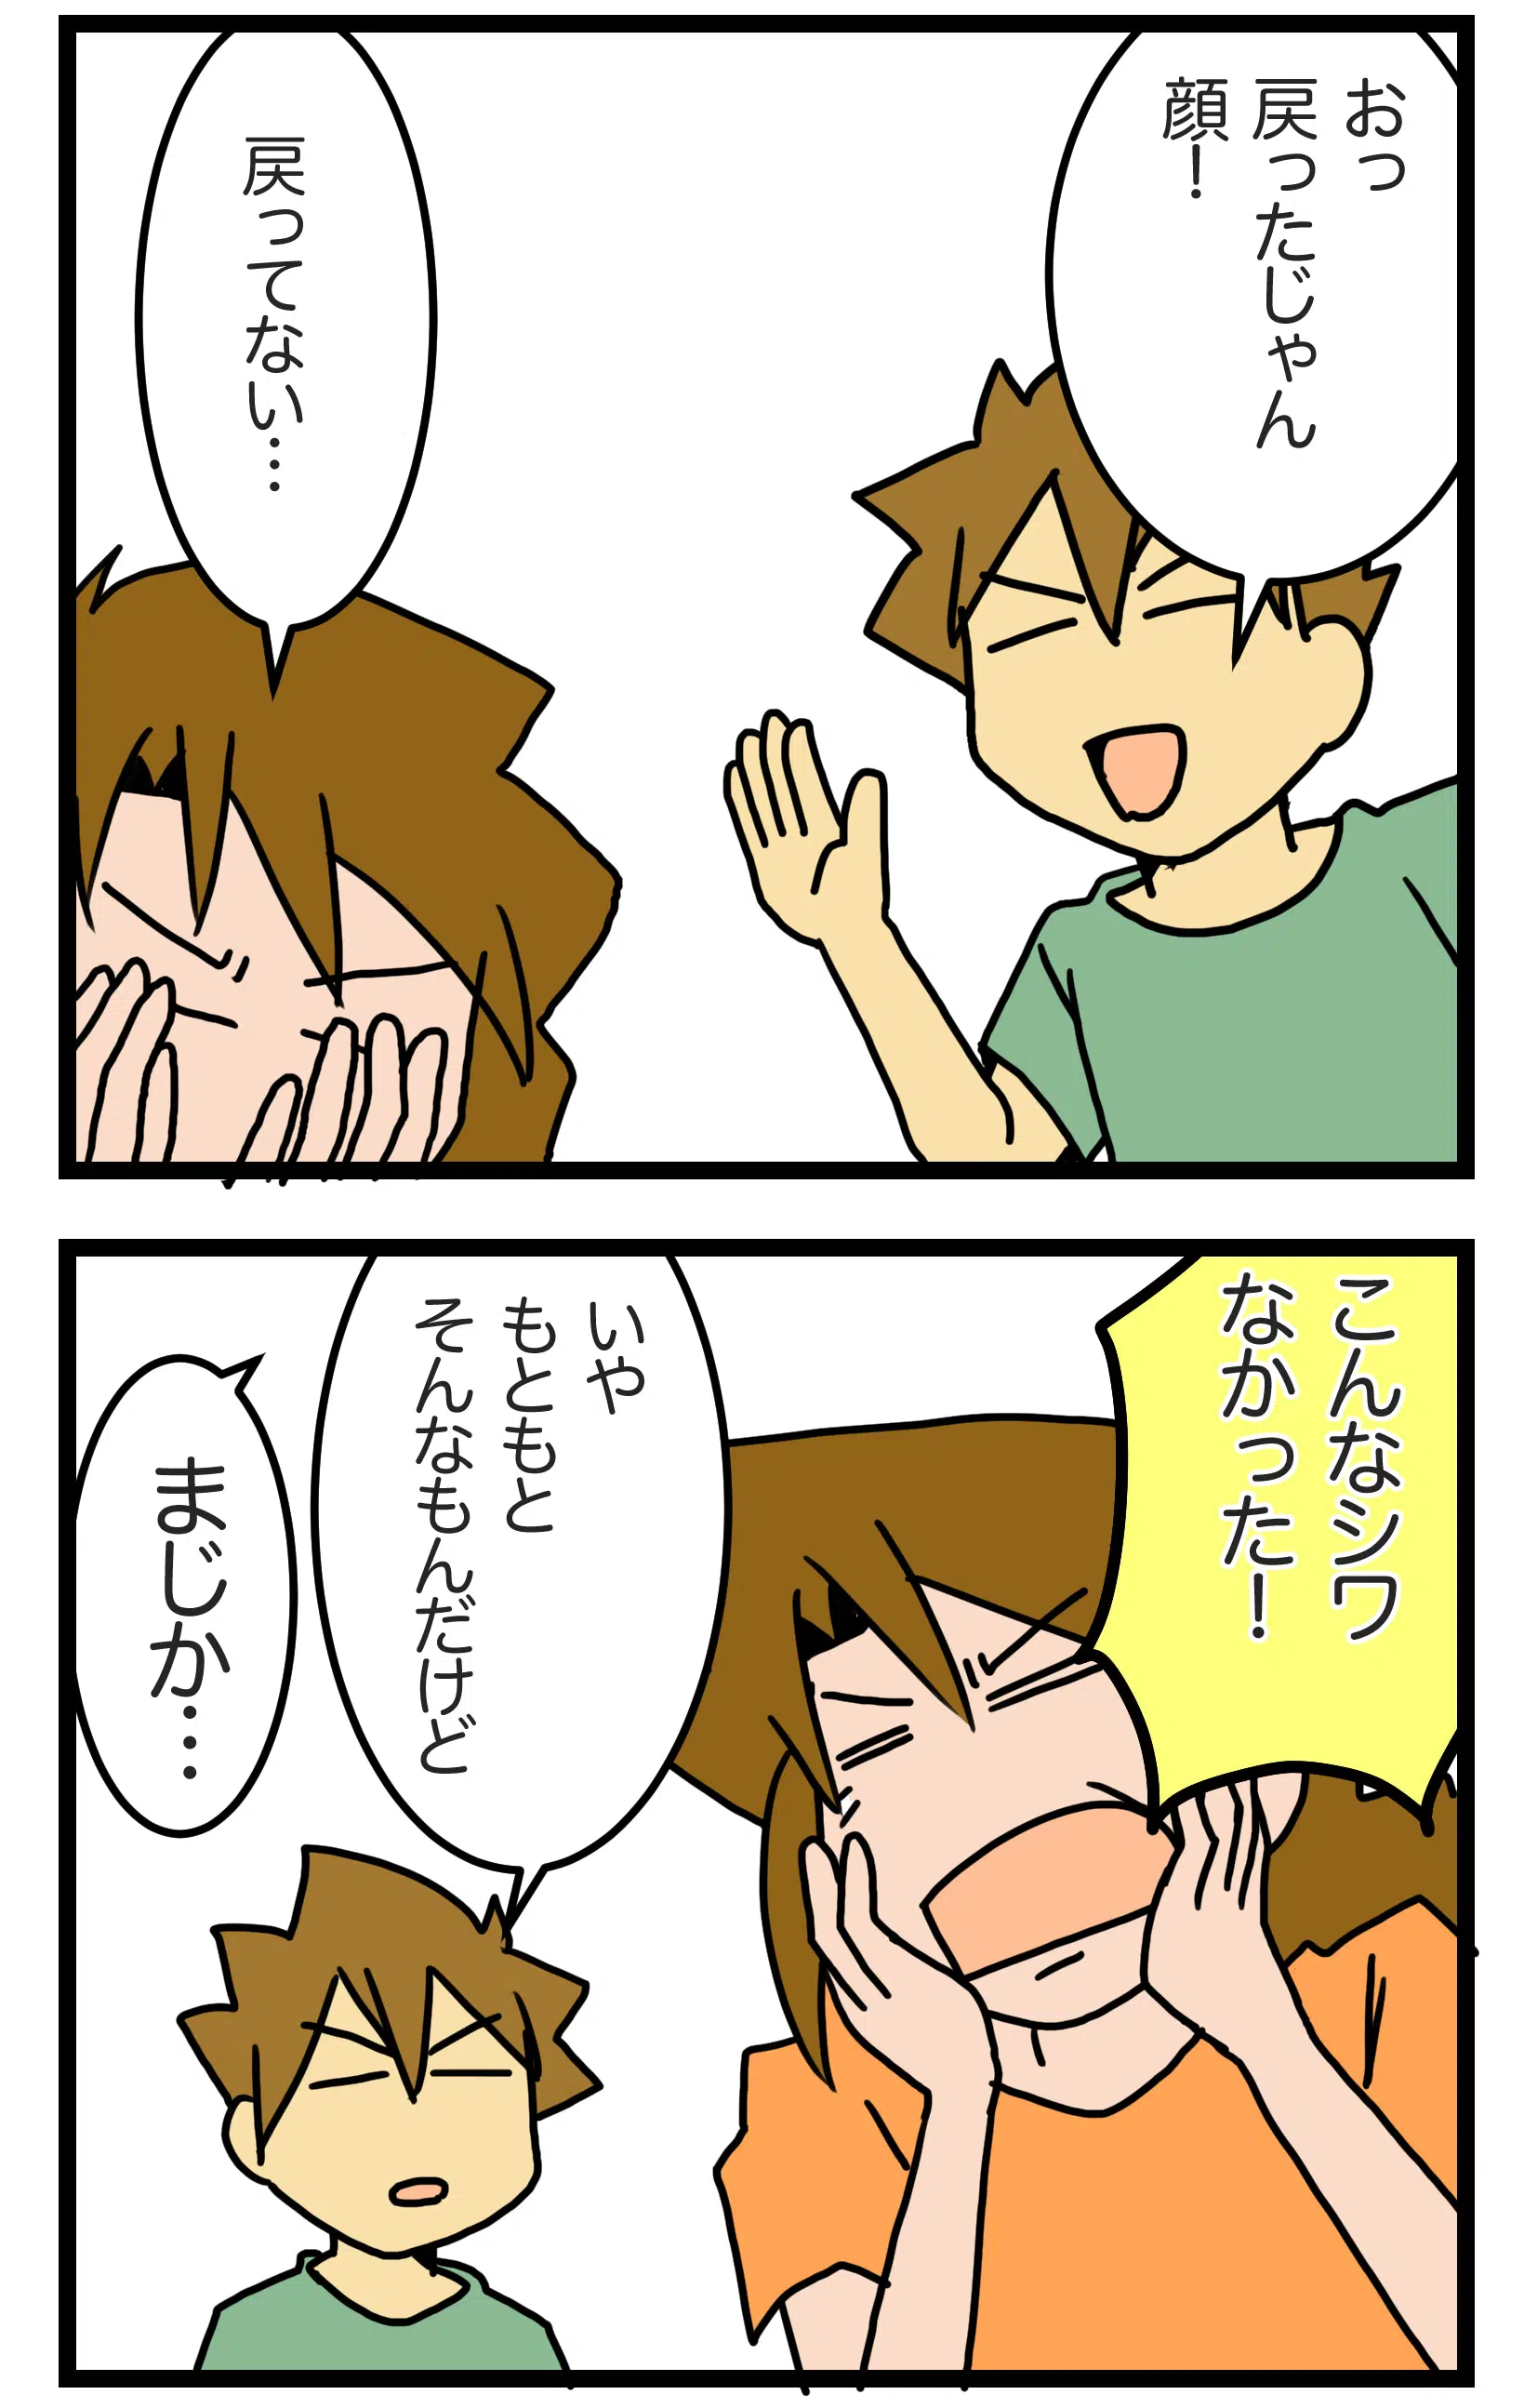 おっ
戻ったじゃん
顔!
戻ってない…
こんなシワ
なかった!
いや
もともと
そんなもんだけど
まじか…